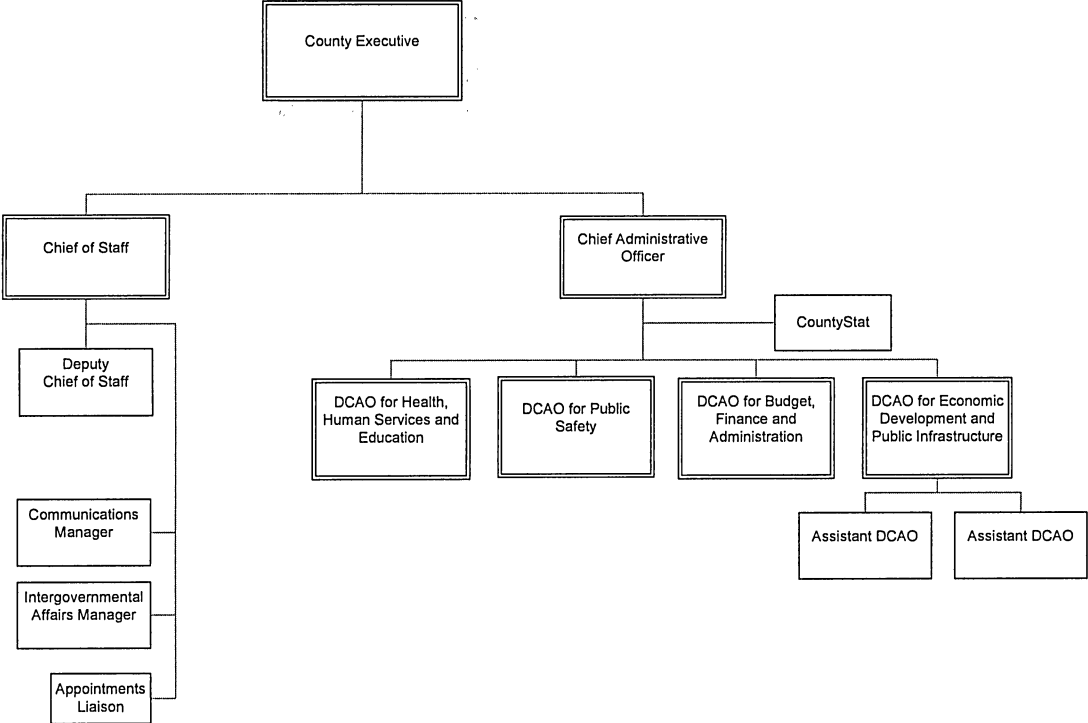 County Executive
Chief of Staff
Chief Administrative
Officer
CountyStat
Deputy
Chief of Staff
DCAO for Health,
Human Services and
Education
DCAO for Public
Safety
DCAO for Budget,
Finance and
Administration
DCAO for Economic
Development and
Public Infrastructure
Communications
Manager
Assistant DCAO
Assistant DCAO
Intergovernmental
Affairs Manager
Appointments
Liaison